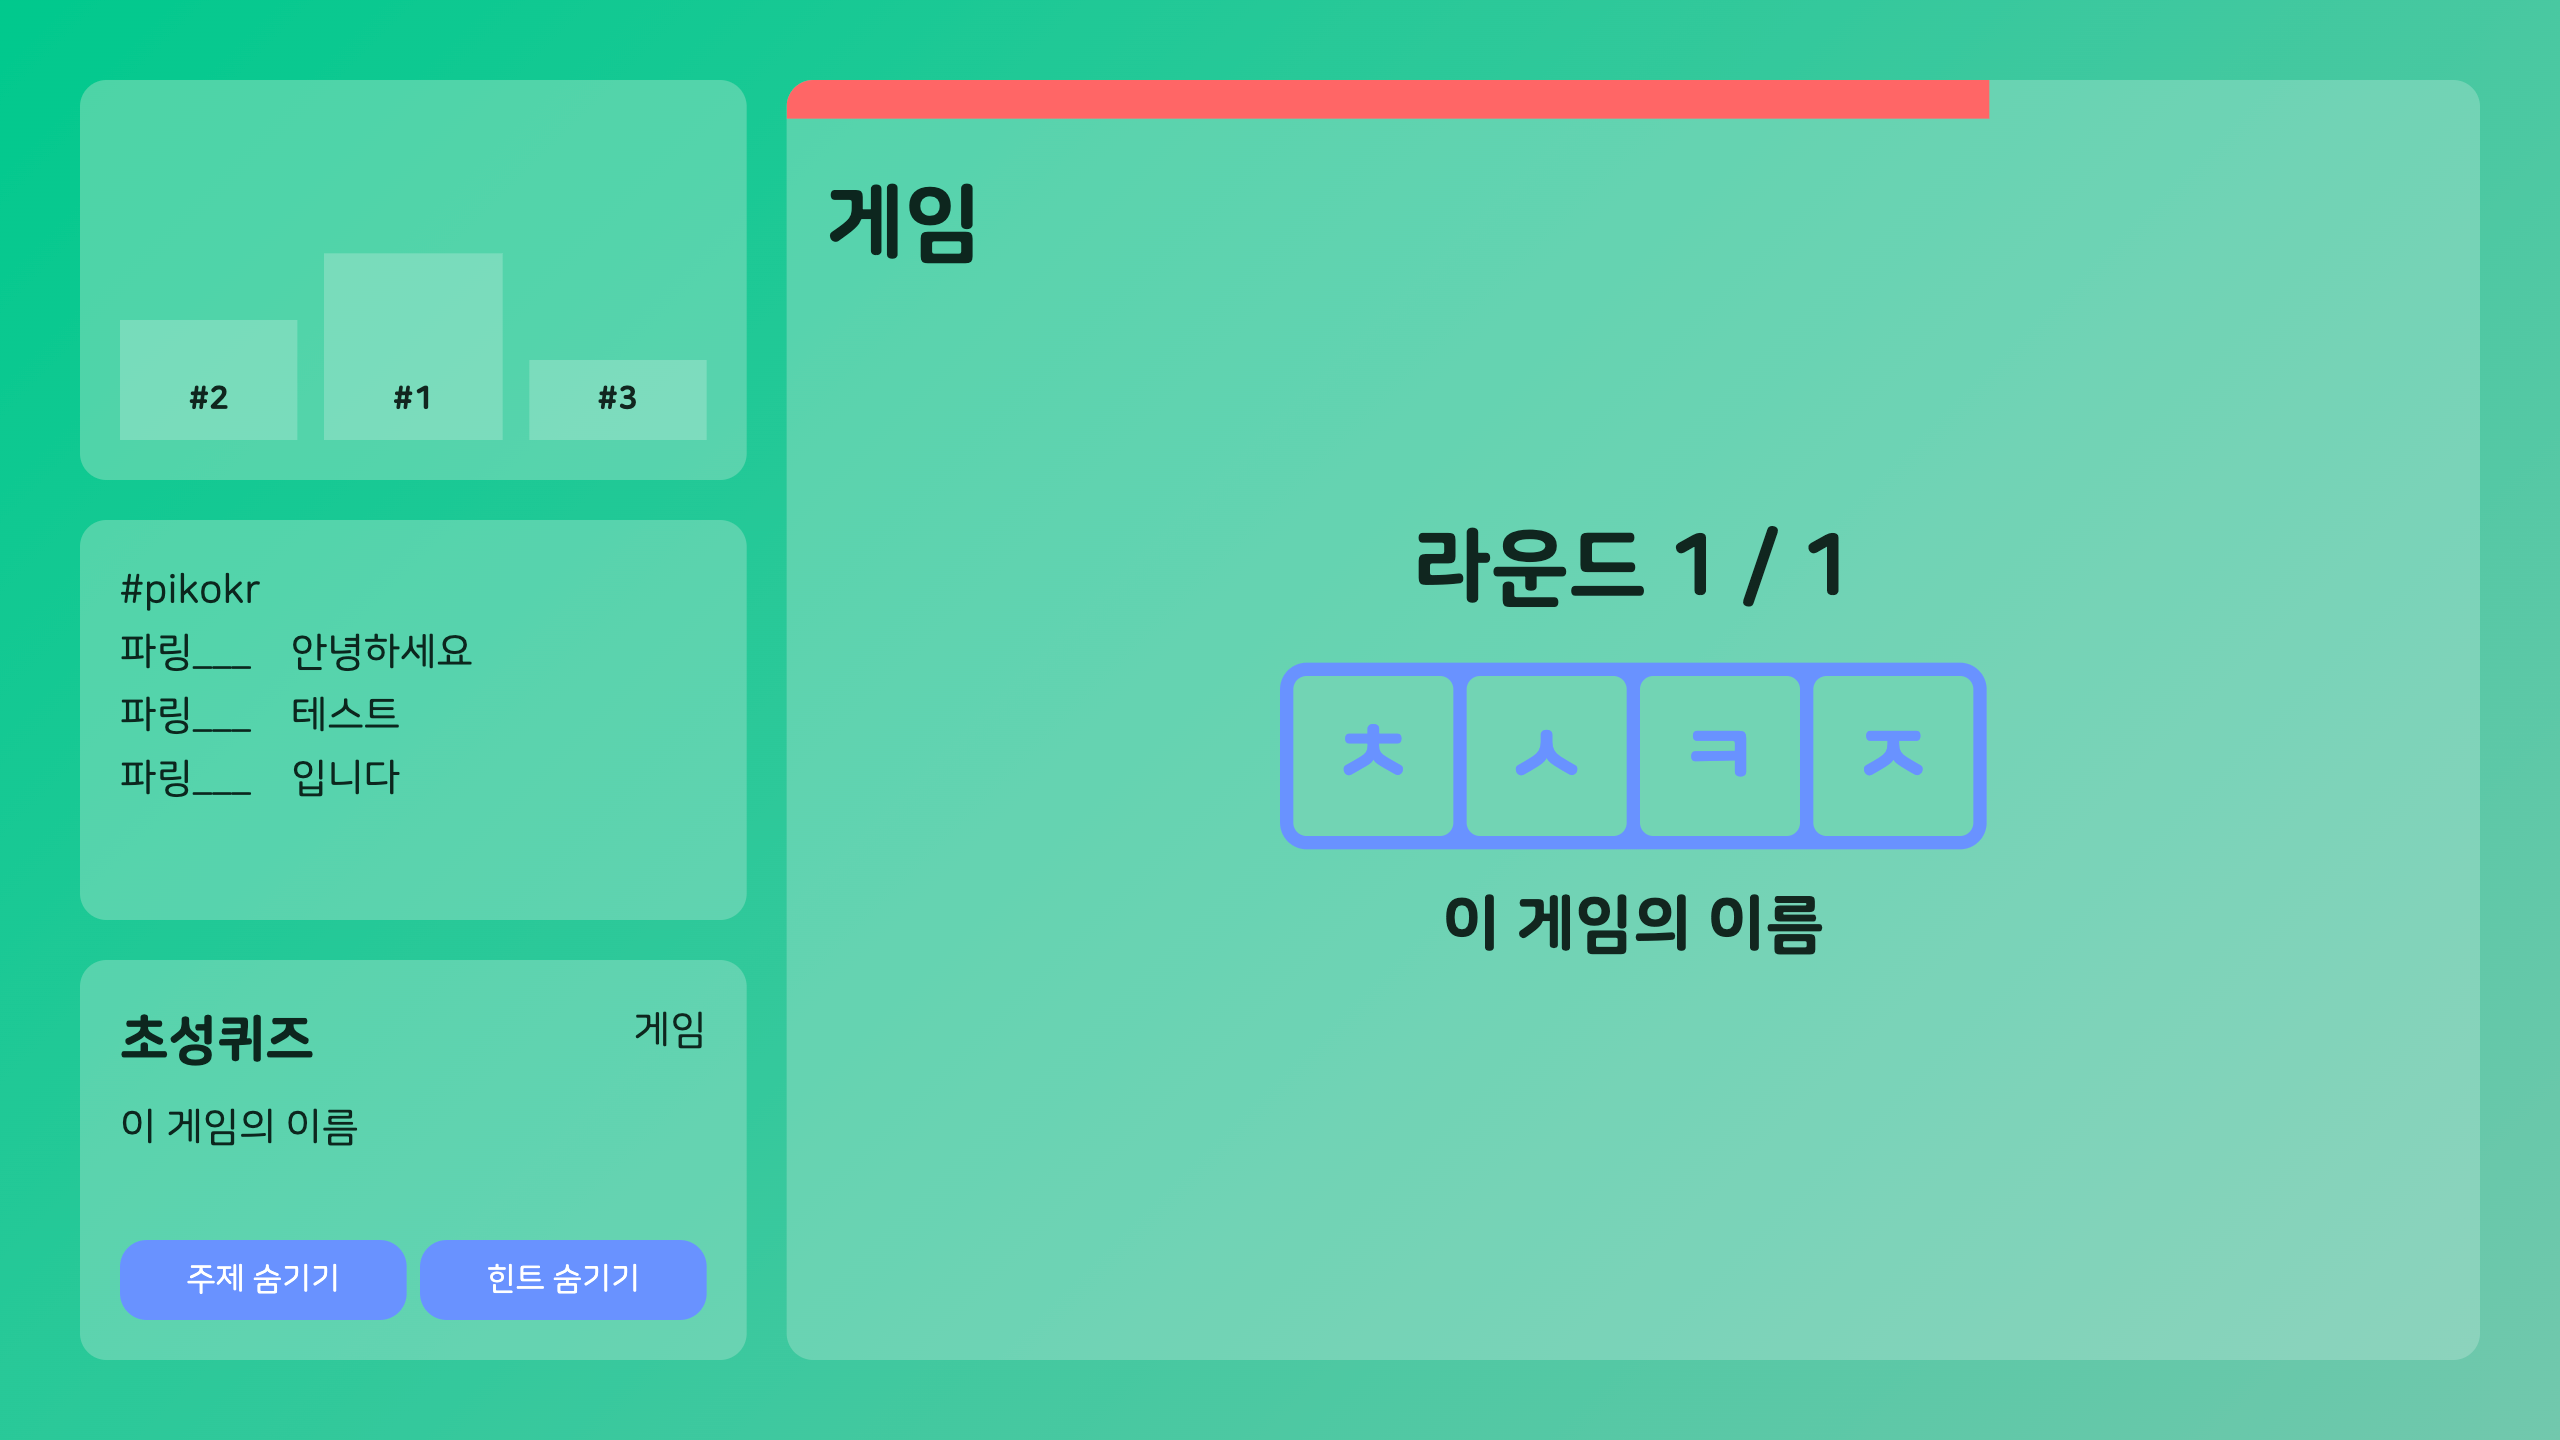 #2
#1
#3
#pikokr
파링___ 안녕하세요
파링___ 테스트
파링___ 입니다
초성퀴즈
게임
이 게임의 이름
주제 숨기기
힌트 숨기기
게임
라운드 1 / 1
ㅊ ㅅ ㅋ ㅈ
이 게임의 이름